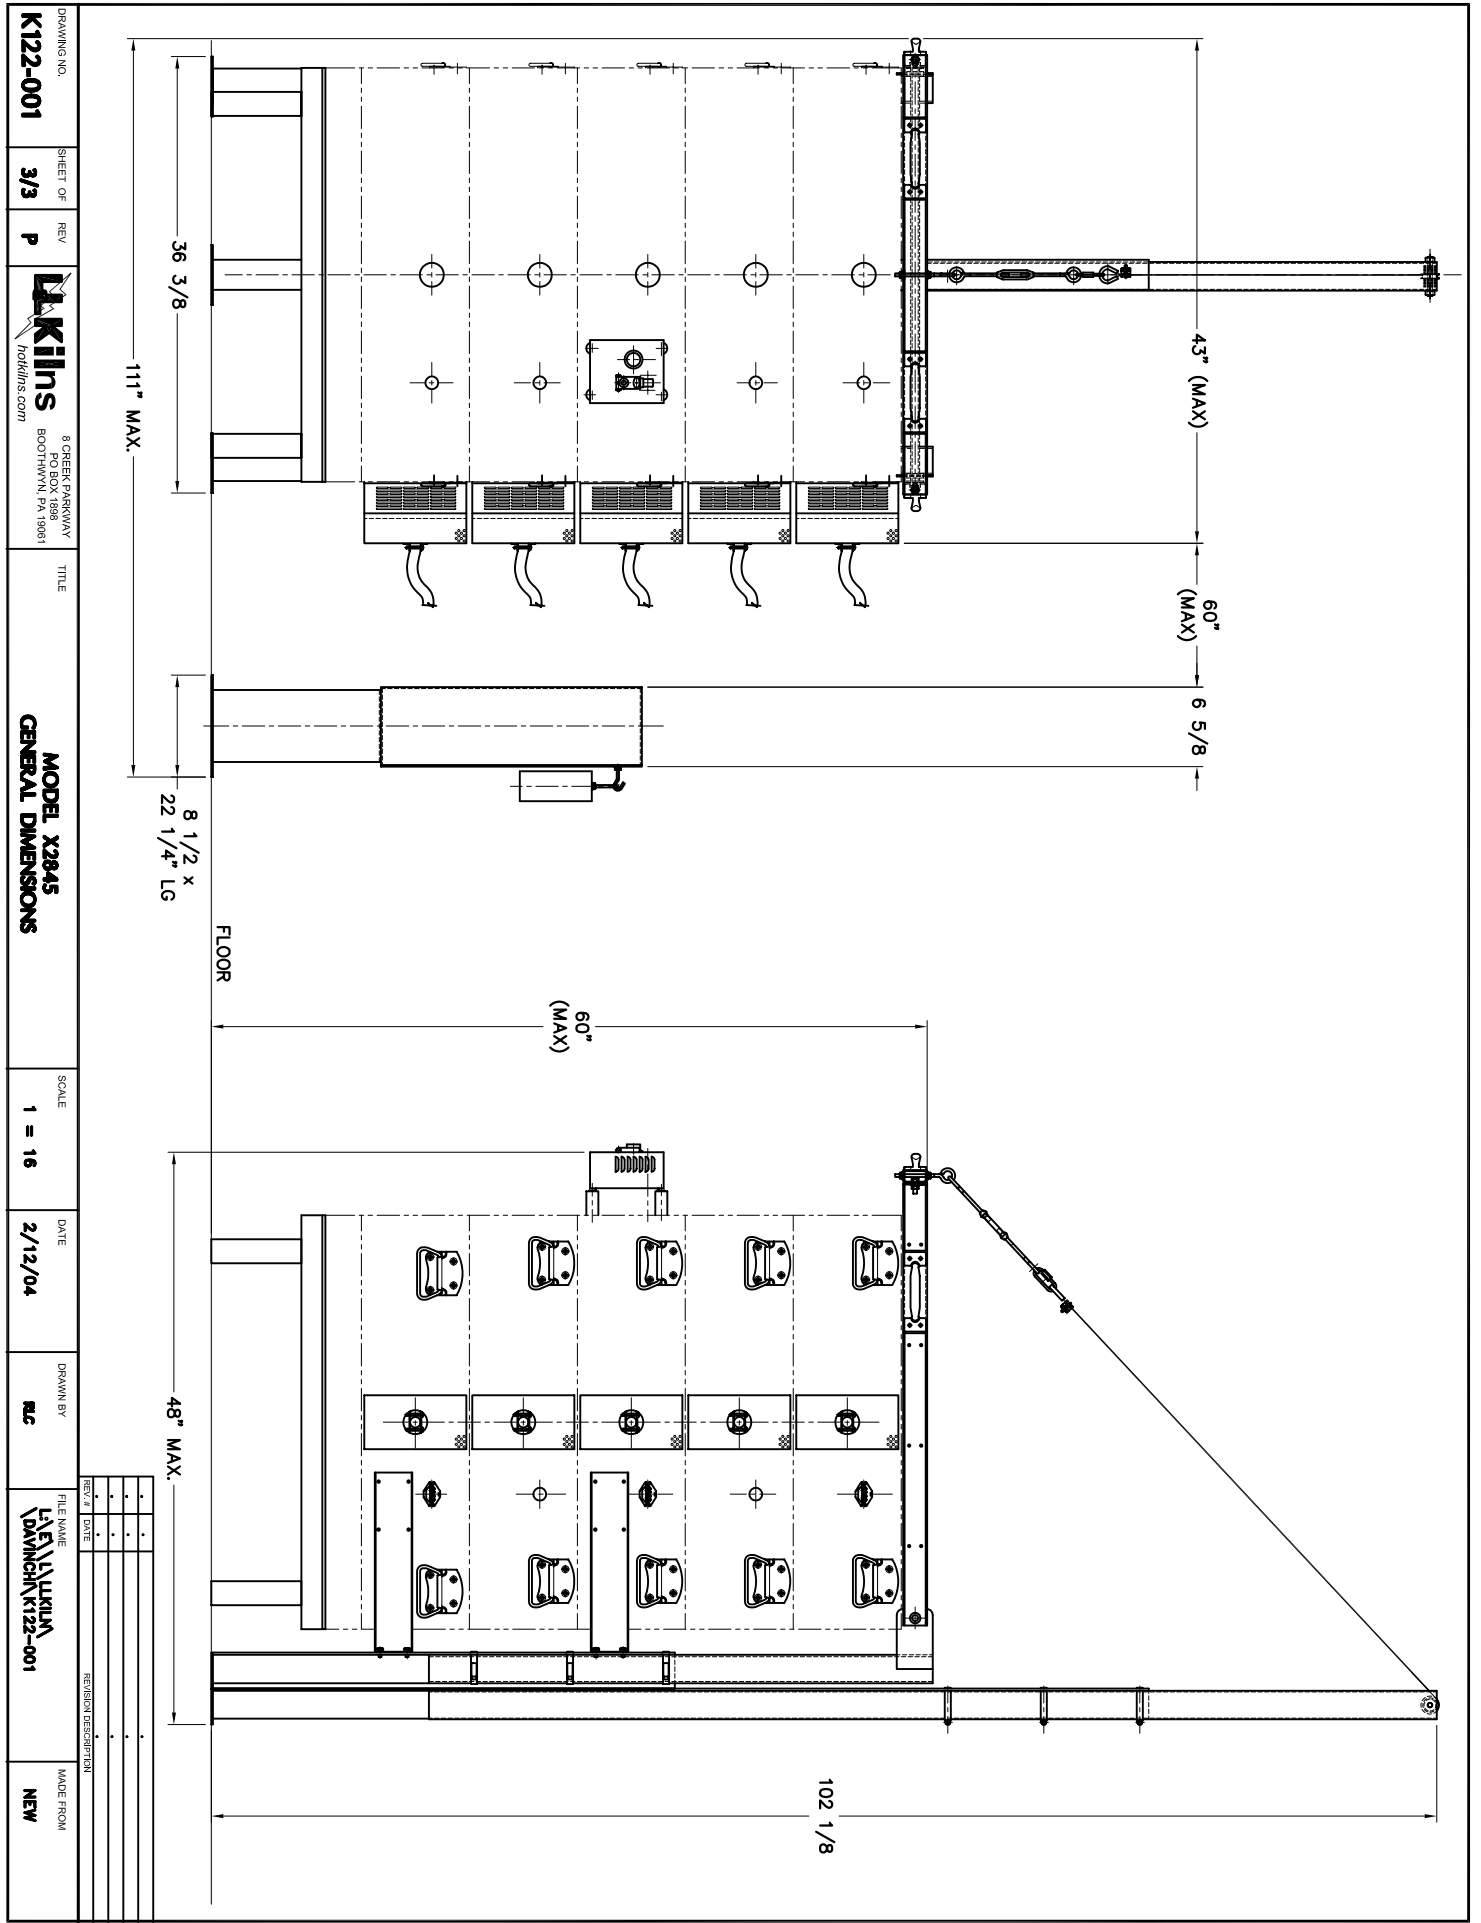 43" (MAX)
60"
(MAX)
6 5/8
36 3/8
111" MAX.
8 1/2 x
22 1/4" LG
FLOOR
60"
(MAX)
48" MAX.
102 1/8
REV. #
DATE
REVISION DESCRIPTION
DRAWING NO.
K122-001
SHEET OF
3/3
REV
P
L&L Kilns
hotkilns.com
8 CREEK PARKWAY
PO BOX 1898
BOOTHWYN, PA 19061
TITLE
MODEL X2845
GENERAL DIMENSIONS
SCALE
1 = 16
DATE
2/12/04
DRAWN BY
RLC
FILE NAME
L:\E\L\LLKILN\
\DAVINCHI\K122-001
MADE FROM
NEW